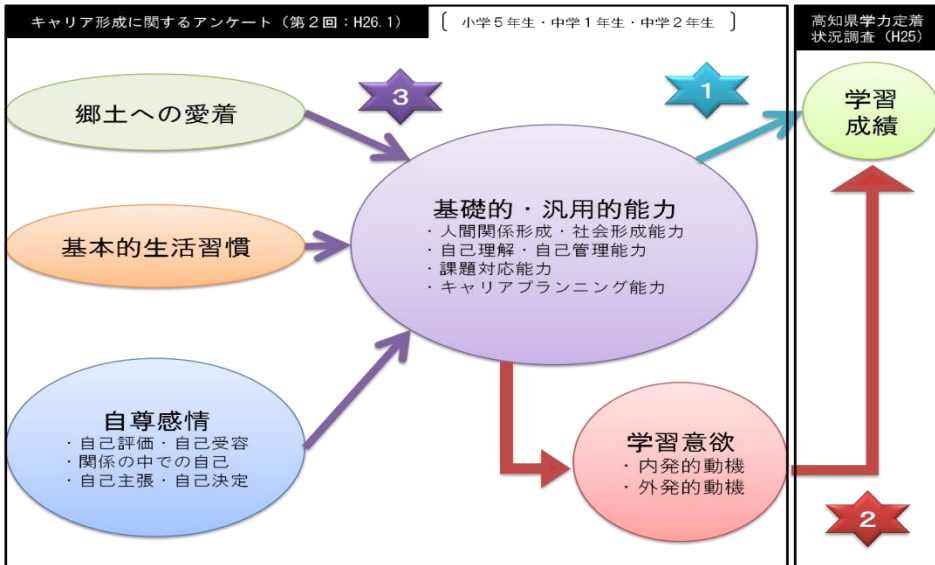 キャリア形成に関するアンケート（第２回：H26.1）
〔 小学５年生・中学１年生・中学２年生 〕
高知県学力定着
状況調査（H25)
郷土への愛着
3
1
学習
成績
基礎的・汎用的能力
・人間関係形成・社会形成能力
・自己理解・自己管理能力
・課題対応能力
・キャリアプランニング能力
基本的生活習慣
自尊感情
・自己評価・自己受容
・関係の中での自己
・自己主張・自己決定
学習意欲
・内発的動機
・外発的動機
2